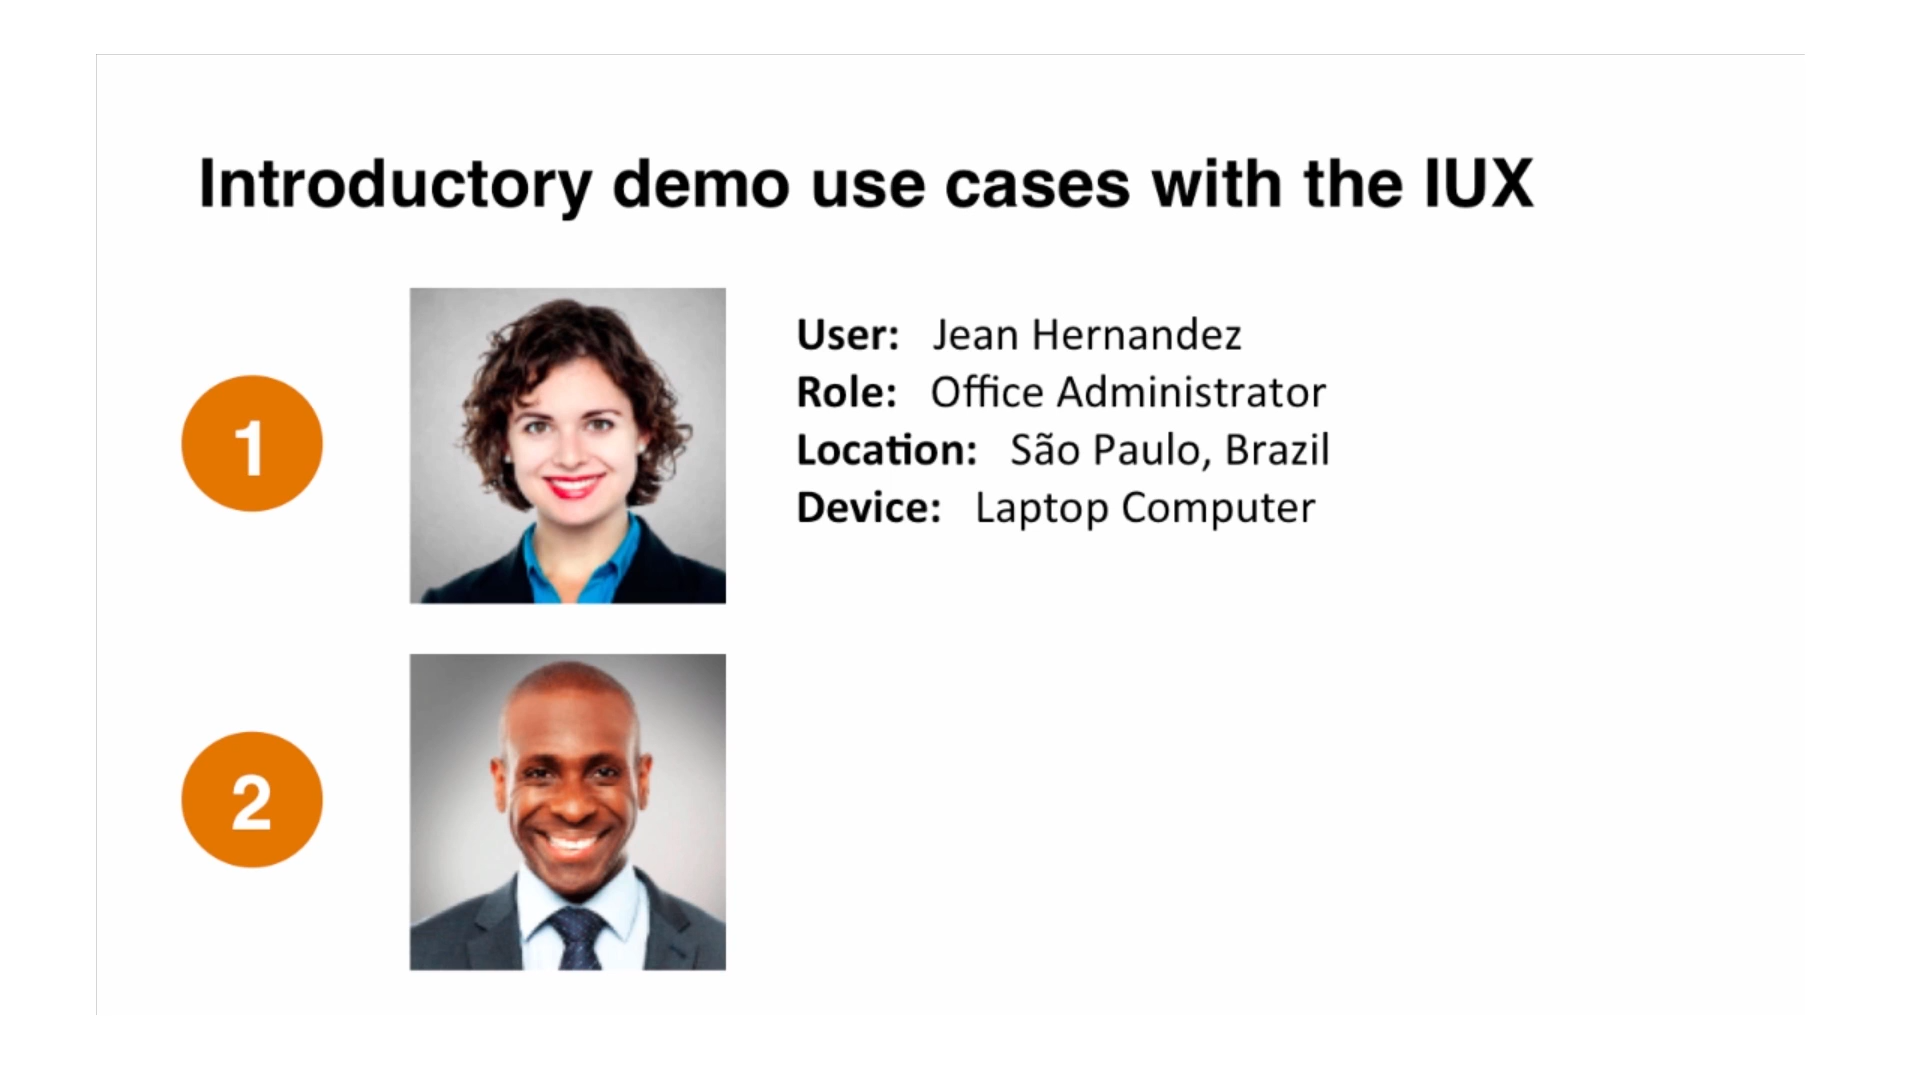 Introductory demo use cases with the IUX
1
User: Jean Hernandez
Role: Office Administrator
Location: São Paulo, Brazil
Device: Laptop Computer
2